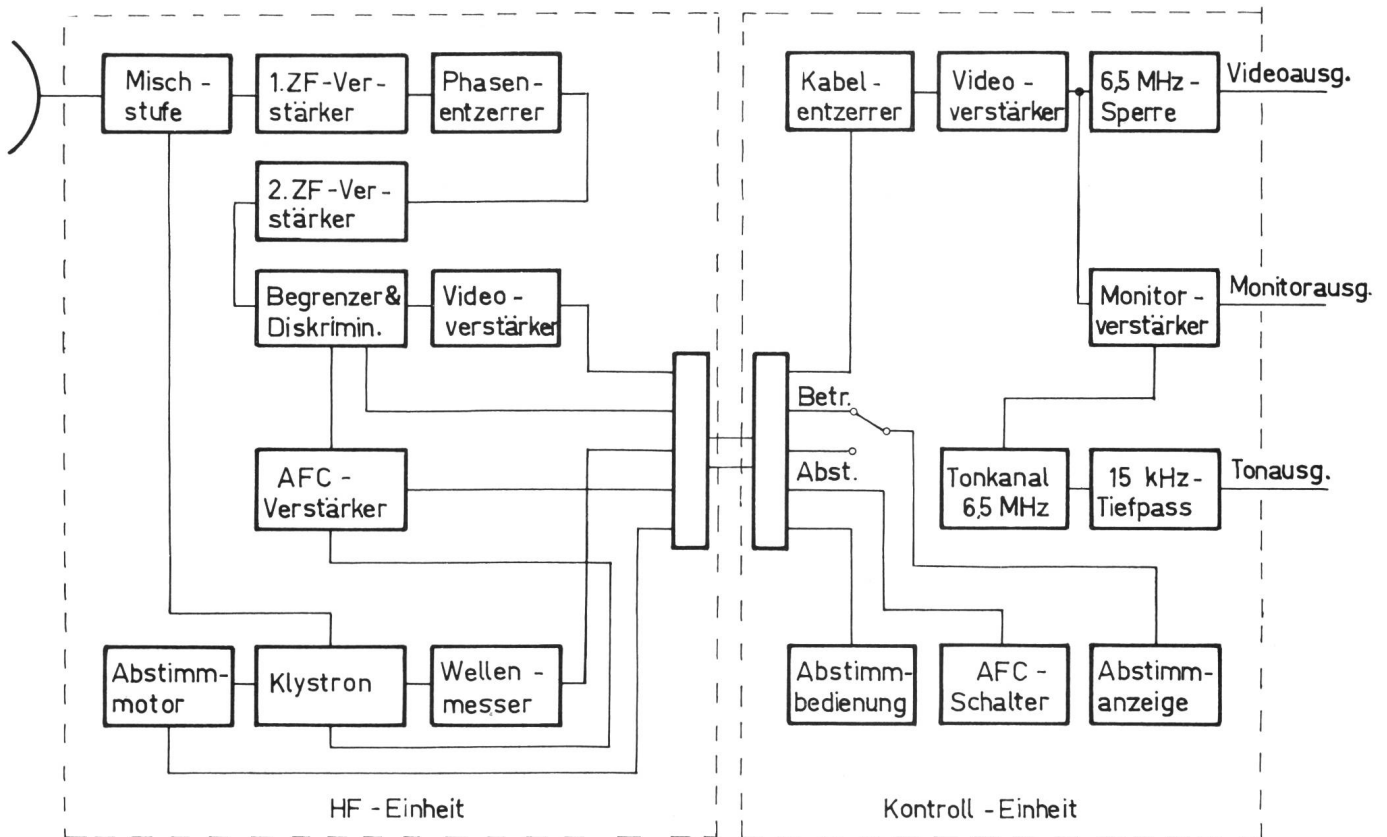 Misch -
stufe
1.ZF-Ver-
stärker
Phasen-
entzerrer
2.ZF-Ver-
stärker
Begrenzer&
Diskrimin.
Video -
verstärker
AFC -
Verstärker
Abstimm-
motor
Klystron
Wellen -
messer
HF - Einheit
Kabel-
entzerrer
Video -
verstärker
6,5 MHz -
Sperre
Videoausg.
Monitor-
verstärker
Monitorausg.
Betr.
Abst.
Tonkanal
6,5 MHz
15 kHz-
Tiefpass
Tonausg.
Abstimm-
bedienung
AFC -
Schalter
Abstimm-
anzeige
Kontroll - Einheit